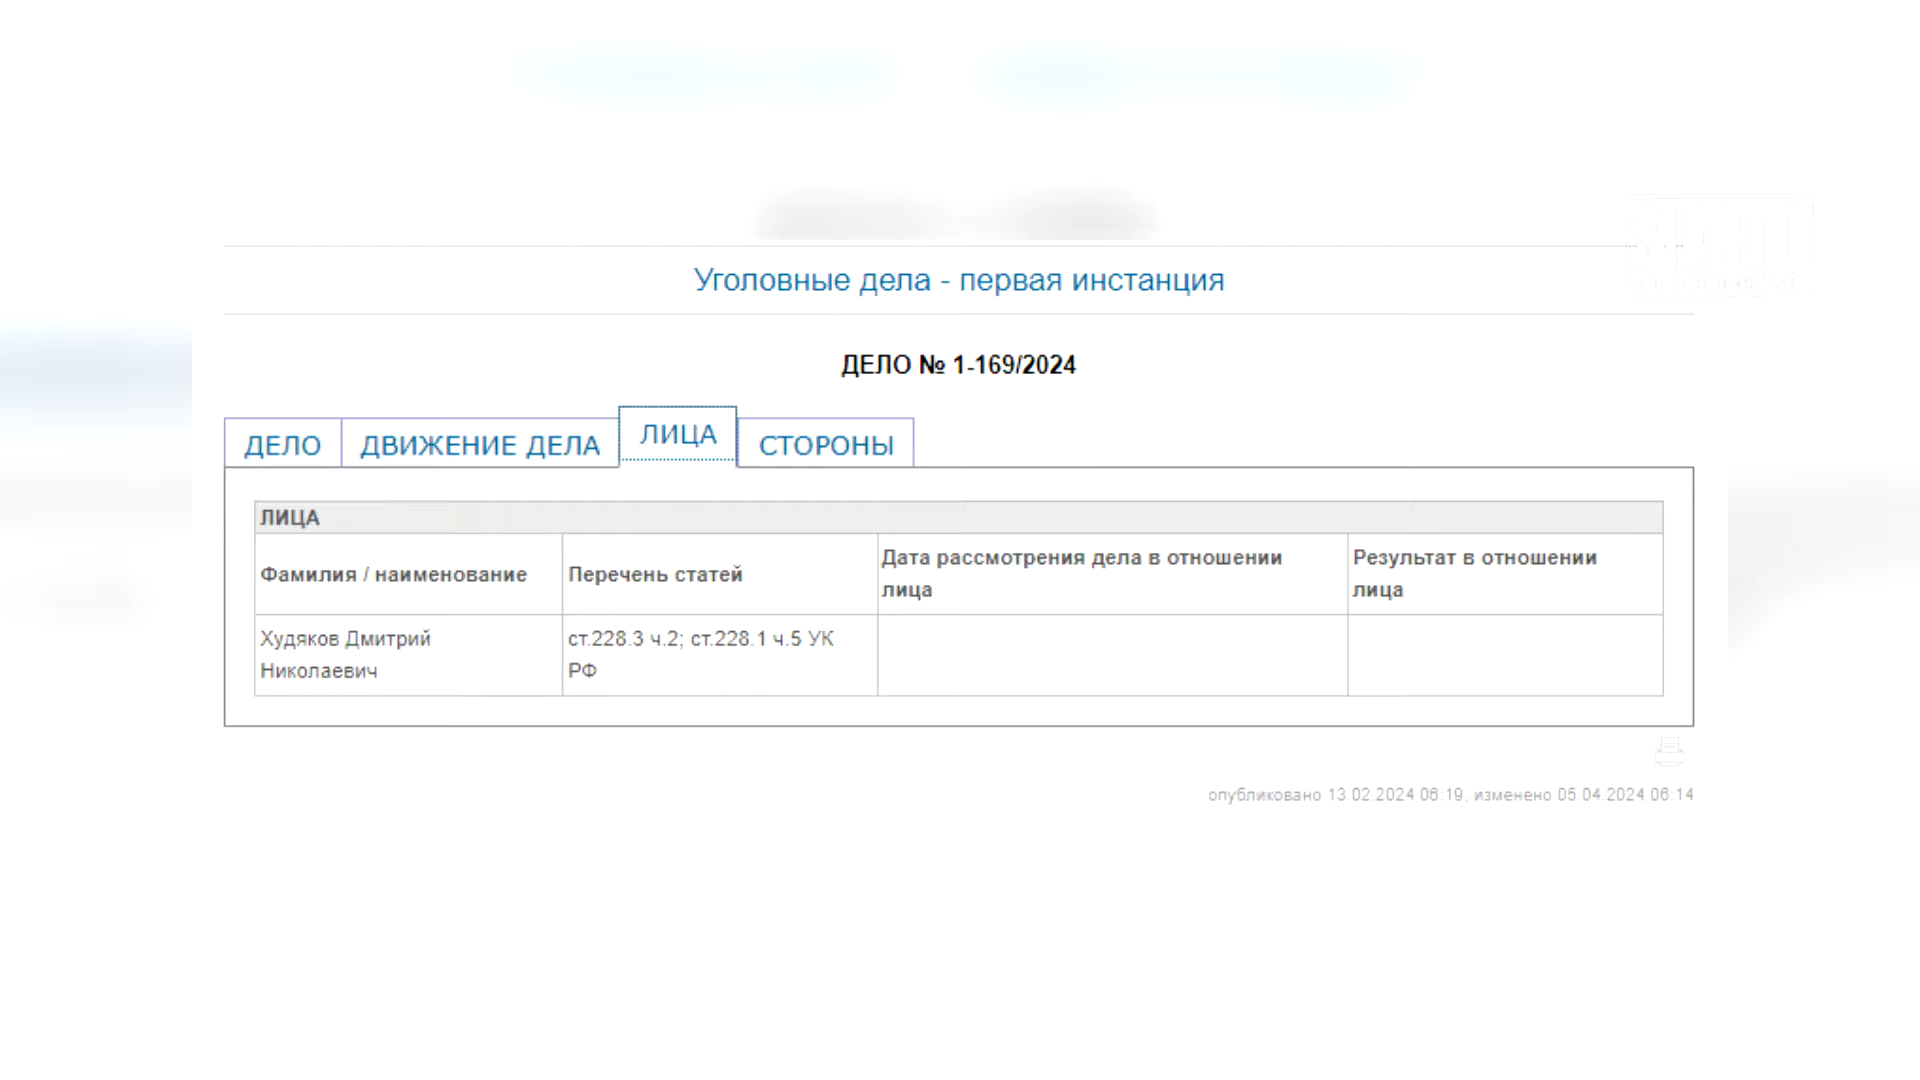 Уголовные дела - первая инстанция
ДЕЛО № 1-169/2024
ДЕЛО ДВИЖЕНИЕ ДЕЛА ЛИЦА СТОРОНЫ
ЛИЦА
Фамилия / наименование
Перечень статей
Дата рассмотрения дела в отношении
лица
Результат в отношении
лица
Худяков Дмитрий
Николаевич
ст.228.3 ч.2; ст.228.1 ч.5 УК
РФ
опубликовано 13.02.2024 06:19, изменено 05.04.2024 06:14